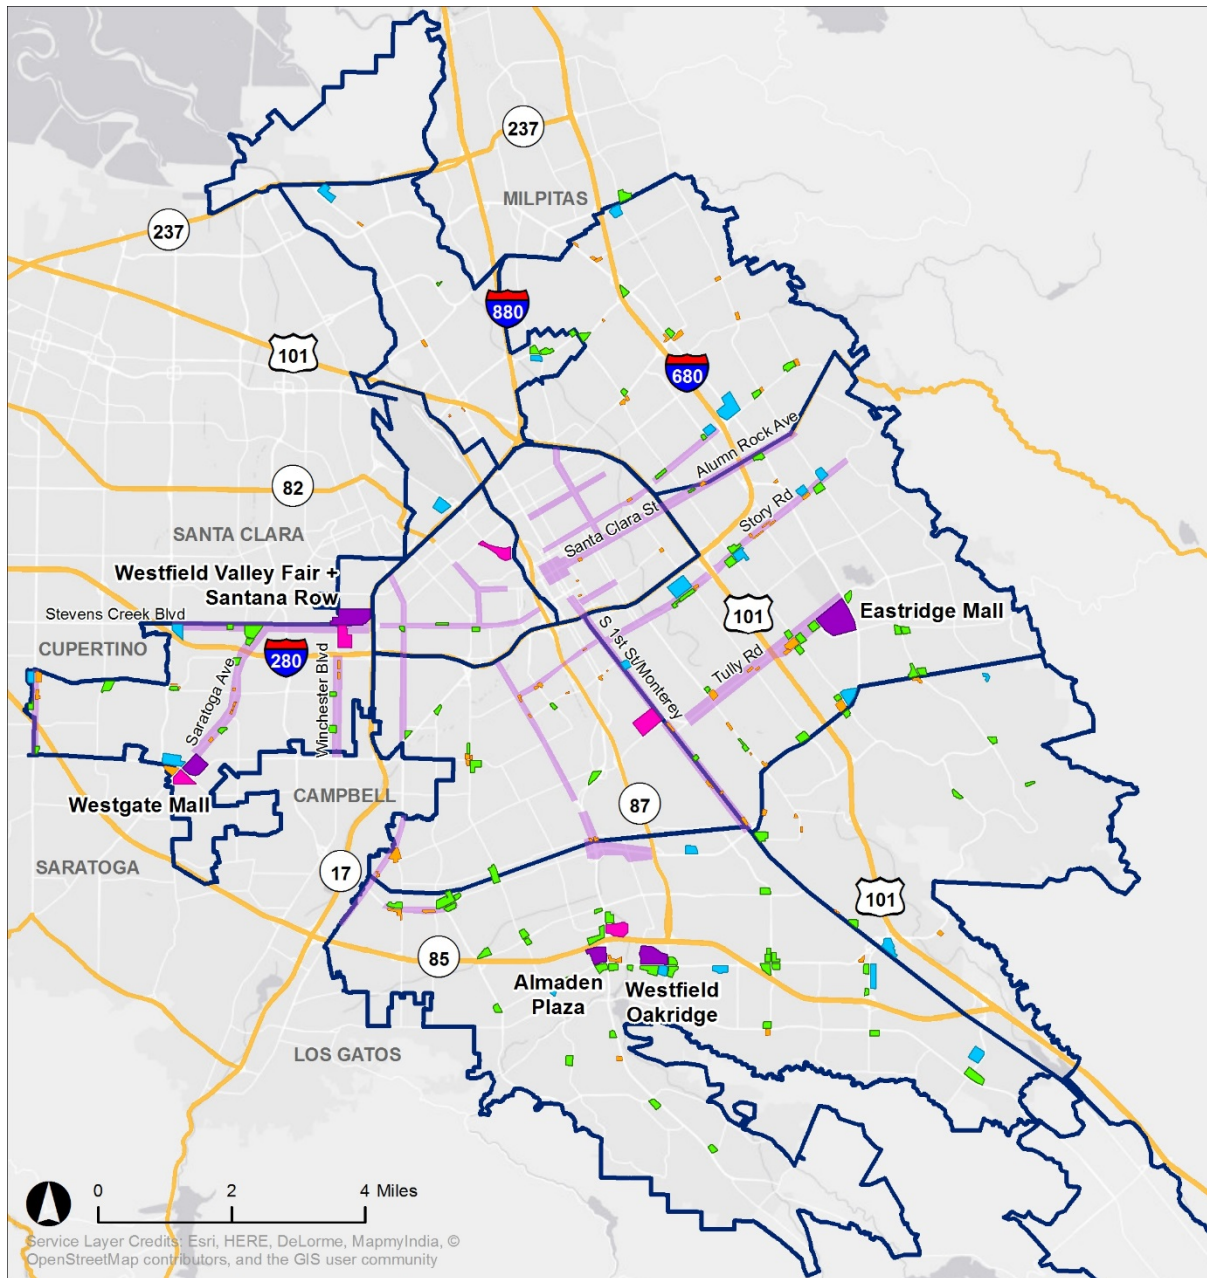 237
MILPITAS
237
880
101
680
Alumn Rock Ave
82
Story Rd
Santa Clara St
SANTA CLARA
Westfield Valley Fair +
Santana Row
Stevens Creek Blvd
101
Eastridge Mall
CUPERTINO
280
S 1st St/Monterey
Tully Rd
Saratoga Ave
Winchester Blvd
Westgate Mall
CAMPBELL
87
SARATOGA
17
101
85
Almaden
Plaza
Westfield
Oakridge
LOS GATOS
0 2 4 Miles
Service Layer Credits: Esri, HERE, DeLorme, MapmyIndia, ©
OpenStreetMap contributors, and the GIS user community